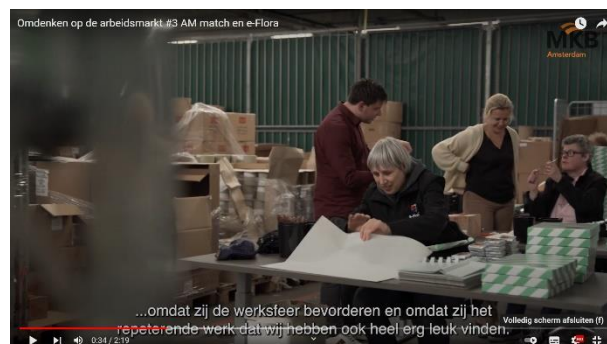 Omdenken op de arbeidsmarkt #3 AM match en e-Flora
MKB
Amsterdam
...omdat zij de werksfeer bevorderen en omdat zij het
repeterende werk dat wij hebben ook heel erg leuk vinden.
Volledig scherm afsluiten (f)
0:34 / 2:19